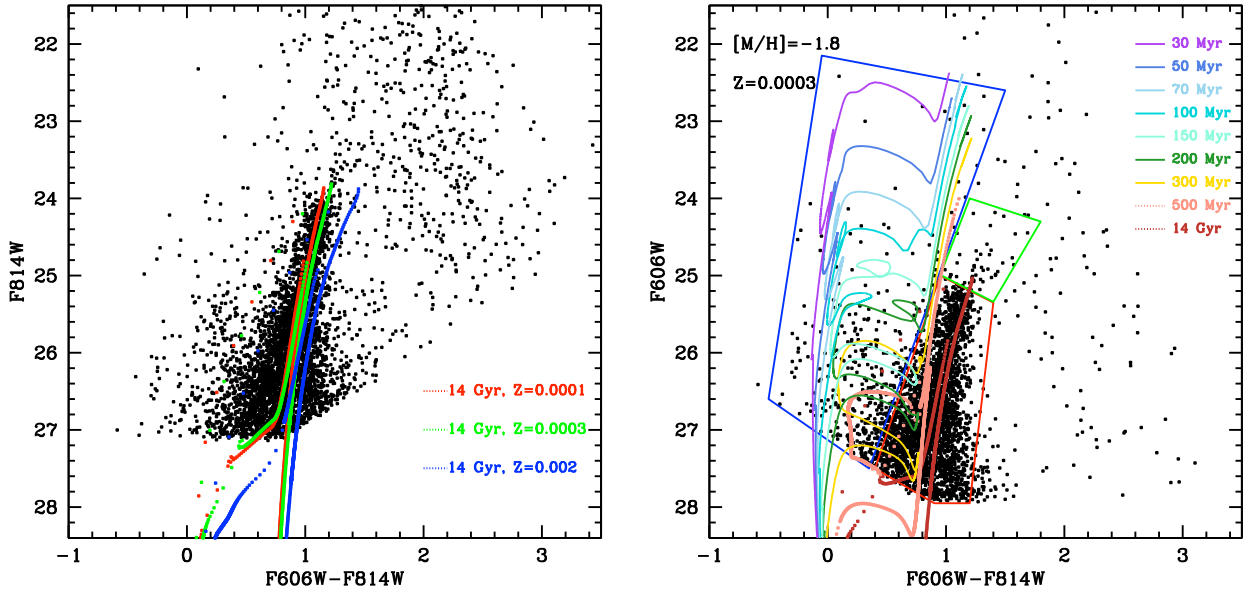 22
23
24
25
26
27
28
F814W
-1
0
1
2
3
F606W-F814W
14 Gyr, Z=0.0001
14 Gyr, Z=0.0003
14 Gyr, Z=0.002
22
23
24
25
26
27
28
F606W
-1
0
1
2
3
F606W-F814W
[M/H]=-1.8
Z=0.0003
30 Myr
50 Myr
70 Myr
100 Myr
150 Myr
200 Myr
300 Myr
500 Myr
14 Gyr